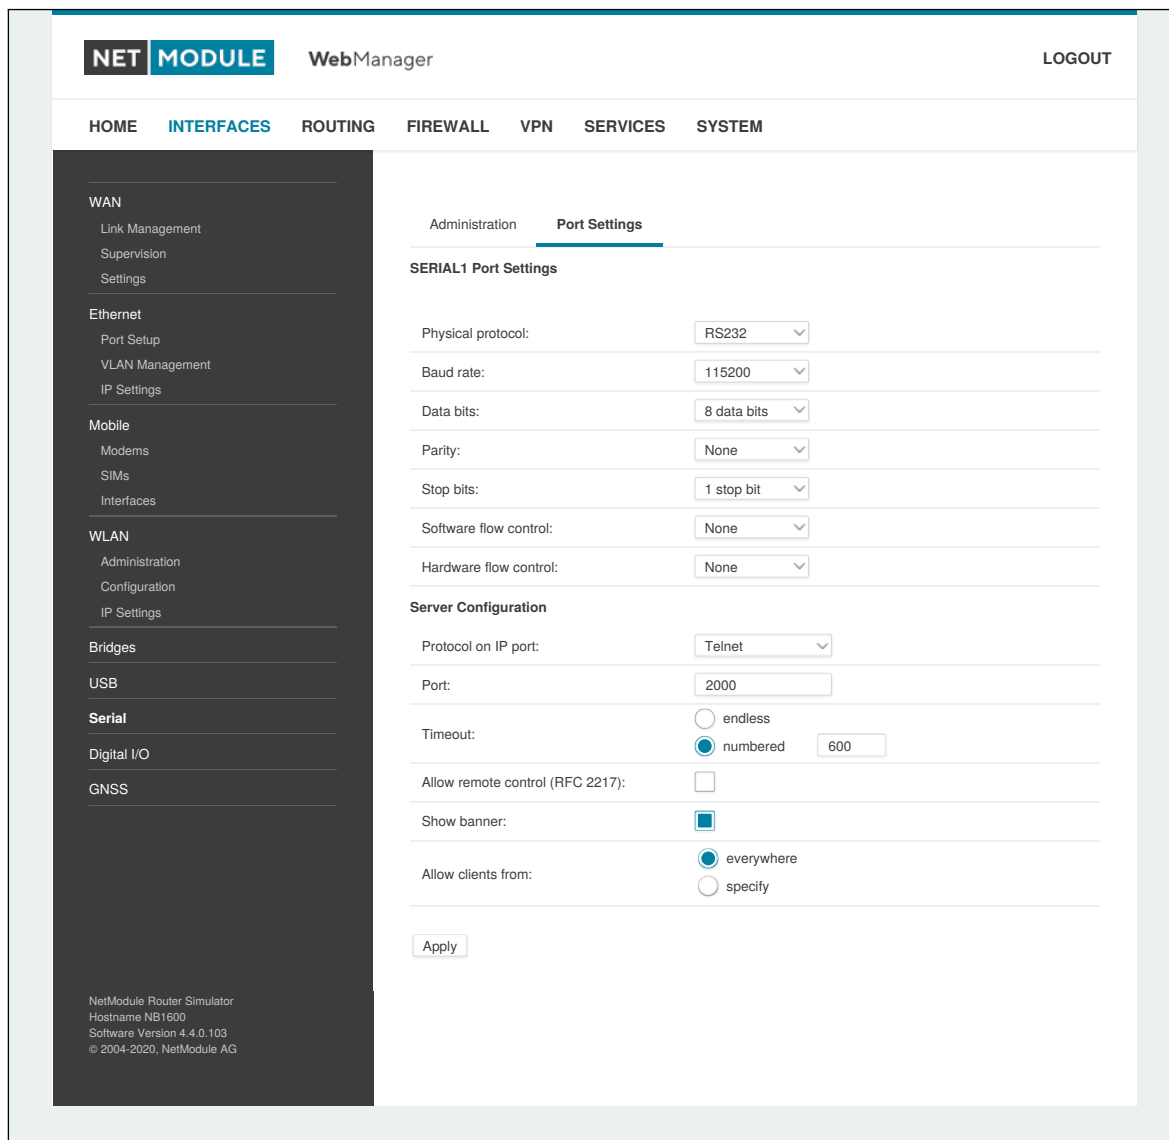 NET MODULE WebManager LOGOUT
HOME INTERFACES ROUTING FIREWALL VPN SERVICES SYSTEM
WAN
Link Management
Supervision
Settings
Ethernet
Port Setup
VLAN Management
IP Settings
Mobile
Modems
SIMs
Interfaces
WLAN
Administration
Configuration
IP Settings
Bridges
USB
Serial
Digital I/O
GNSS
NetModule Router Simulator
Hostname NB1600
Software Version 4.4.0.103
© 2004-2020, NetModule AG
Administration Port Settings
SERIAL1 Port Settings
Physical protocol: RS232
Baud rate: 115200
Data bits: 8 data bits
Parity: None
Stop bits: 1 stop bit
Software flow control: None
Hardware flow control: None
Server Configuration
Protocol on IP port: Telnet
Port: 2000
Timeout: endless
numbered 600
Allow remote control (RFC 2217):
Show banner:
Allow clients from: everywhere
specify
Apply